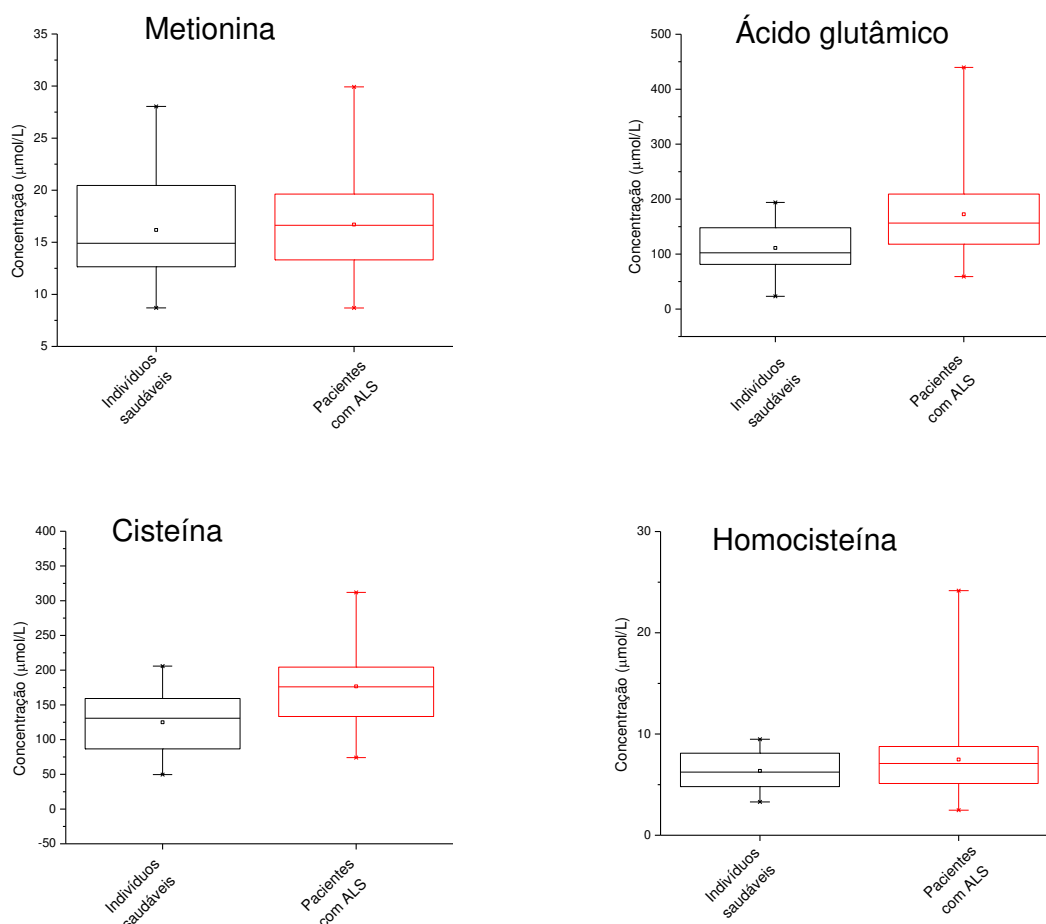 Metionina
Concentração (μmol/L)
35
30
25
20
15
10
5
Indivíduos
saudáveis
Pacientes
com ALS
Ácido glutâmico
Concentração (μmol/L)
500
400
300
200
100
0
Indivíduos
saudáveis
Pacientes
com ALS
Cisteína
Concentração (μmol/L)
400
350
300
250
200
150
100
50
0
-50
Indivíduos
saudáveis
Pacientes
com ALS
Homocisteína
Concentração (μmol/L)
30
20
10
0
Indivíduos
saudáveis
Pacientes
com ALS